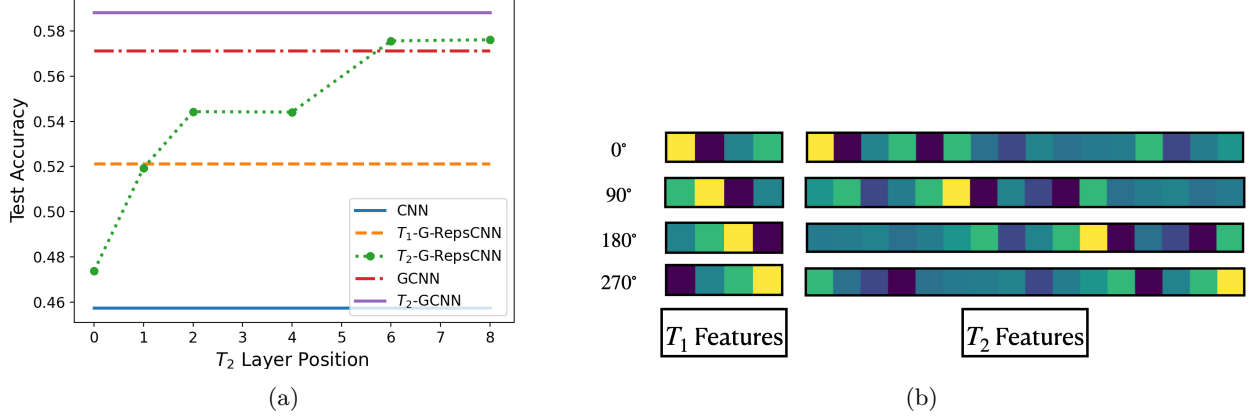 0.58
0.56
0.54
0.52
0.50
0.48
0.46
Test Accuracy
0 1 2 3 4 5 6 7 8
T₂ Layer Position
CNN
T₁-G-RepsCNN
T₂-G-RepsCNN
GCNN
T₂-GCNN
(a)
0°
90°
180°
270°
T₁ Features
T₂ Features
(b)